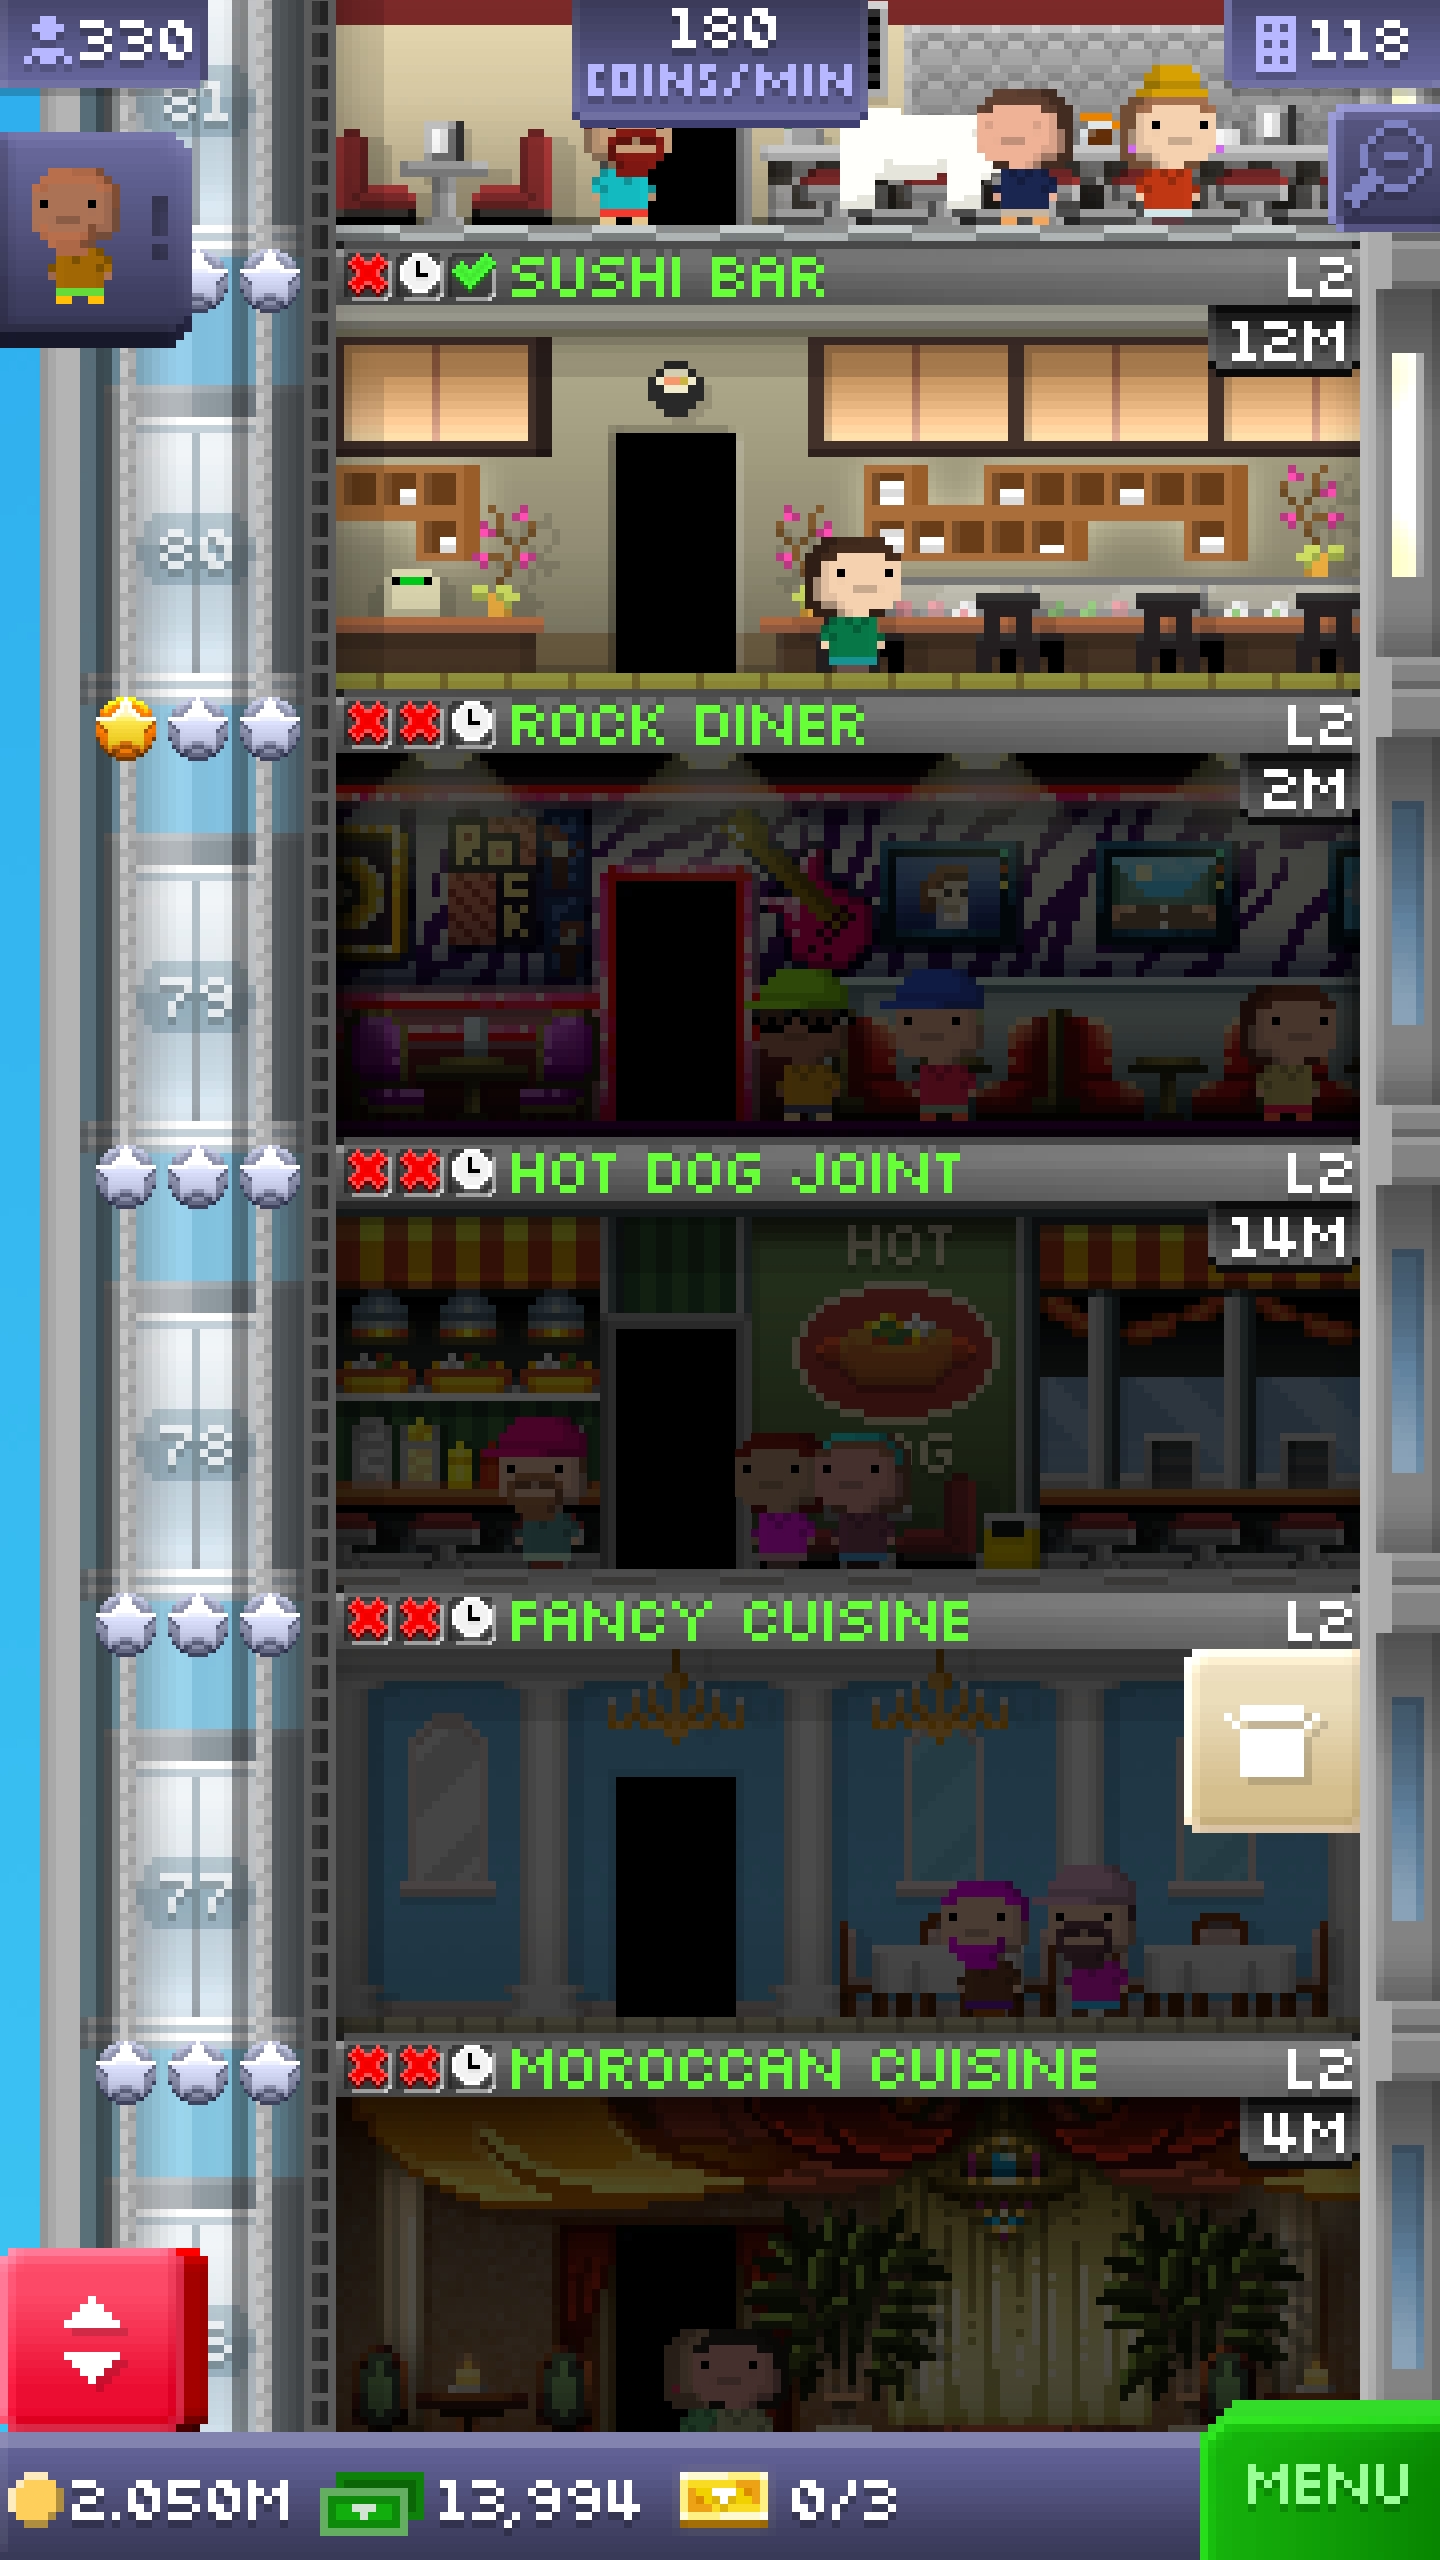 330
180
COINS/MIN
118
81
SUSHI BAR L2
12M
80
ROCK DINER L2
2M
79
HOT DOG JOINT L2
14M
HOT
78
FANCY CUISINE L2
77
MOROCCAN CUISINE L2
4M
2.050M 13,994 0/3 MENU